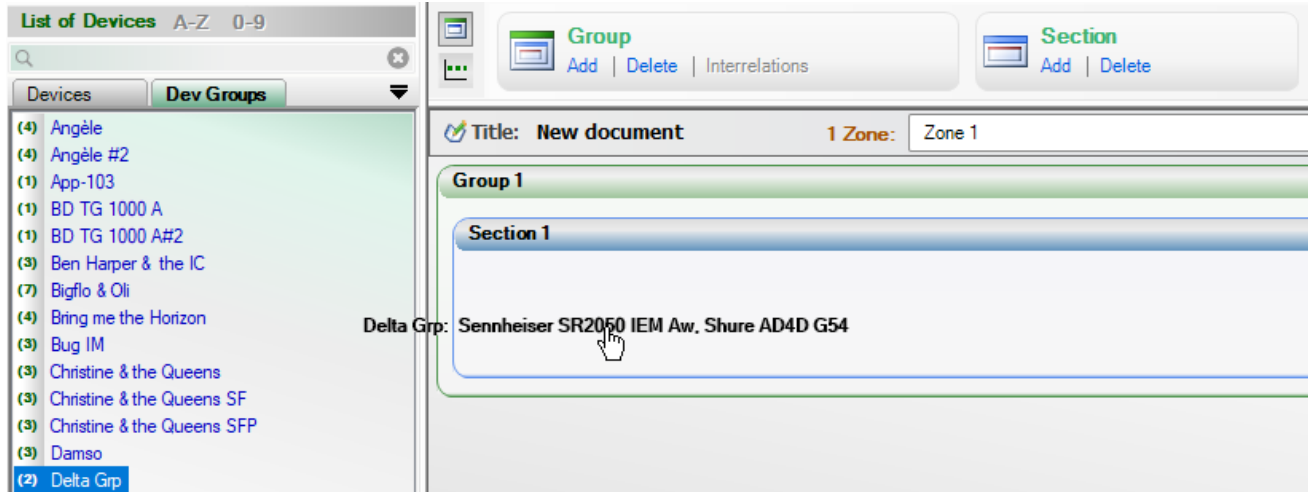 List of Devices A-Z 0-9
Devices
Dev Groups
(4) Angèle
(4) Angèle #2
(1) App-103
(1) BD TG 1000 A
(1) BD TG 1000 A#2
(3) Ben Harper & the IC
(7) Bigflo & Oli
(4) Bring me the Horizon
(3) Bug IM
(3) Christine & the Queens
(3) Christine & the Queens SF
(3) Christine & the Queens SFP
(3) Damso
(2) Delta Grp
Group
Add | Delete | Interrelations
Section
Add | Delete
Title: New document
1 Zone: Zone 1
Group 1
Section 1
Delta Grp: Sennheiser SR2050 IEM Aw, Shure AD4D G54